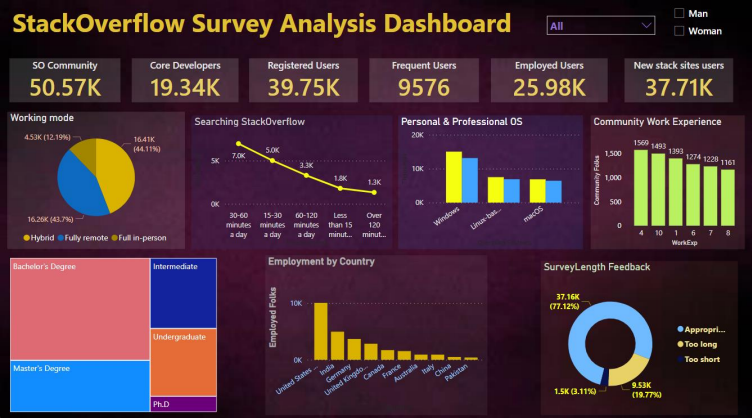 StackOverflow Survey Analysis Dashboard
All
Man
Woman
SO Community
50.57K
Core Developers
19.34K
Registered Users
39.75K
Frequent Users
9576
Employed Users
25.98K
New stack sites users
37.71K
Working mode
4.53K (12.19%)
16.41K
(44.11%)
16.26K (43.7%)
Hybrid
Fully remote
Full in-person
Searching StackOverflow
5K
0K
7.0K
5.0K
3.3K
1.8K
1.3K
30-60
minutes
a day
15-30
minutes
a day
60-120
minutes
a day
Less
than 15
minut...
Over
120
minut...
Personal & Professional OS
20K
10K
0K
Windows
Linux-bas...
macOS
Community Work Experience
Community Folks
1,500
1,000
500
0
1569
1493
1393
1274
1228
1161
4
10
1
6
7
8
WorkExp
Bachelor's Degree
Master's Degree
Intermediate
Undergraduate
Ph.D
Employment by Country
Employed Folks
10K
0K
United States ...
India
Germany
United Kingdo...
Canada
France
Australia
Italy
China
Pakistan
SurveyLength Feedback
37.16K
(77.12%)
1.5K (3.11%)
9.53K
(19.77%)
Appropri...
Too long
Too short